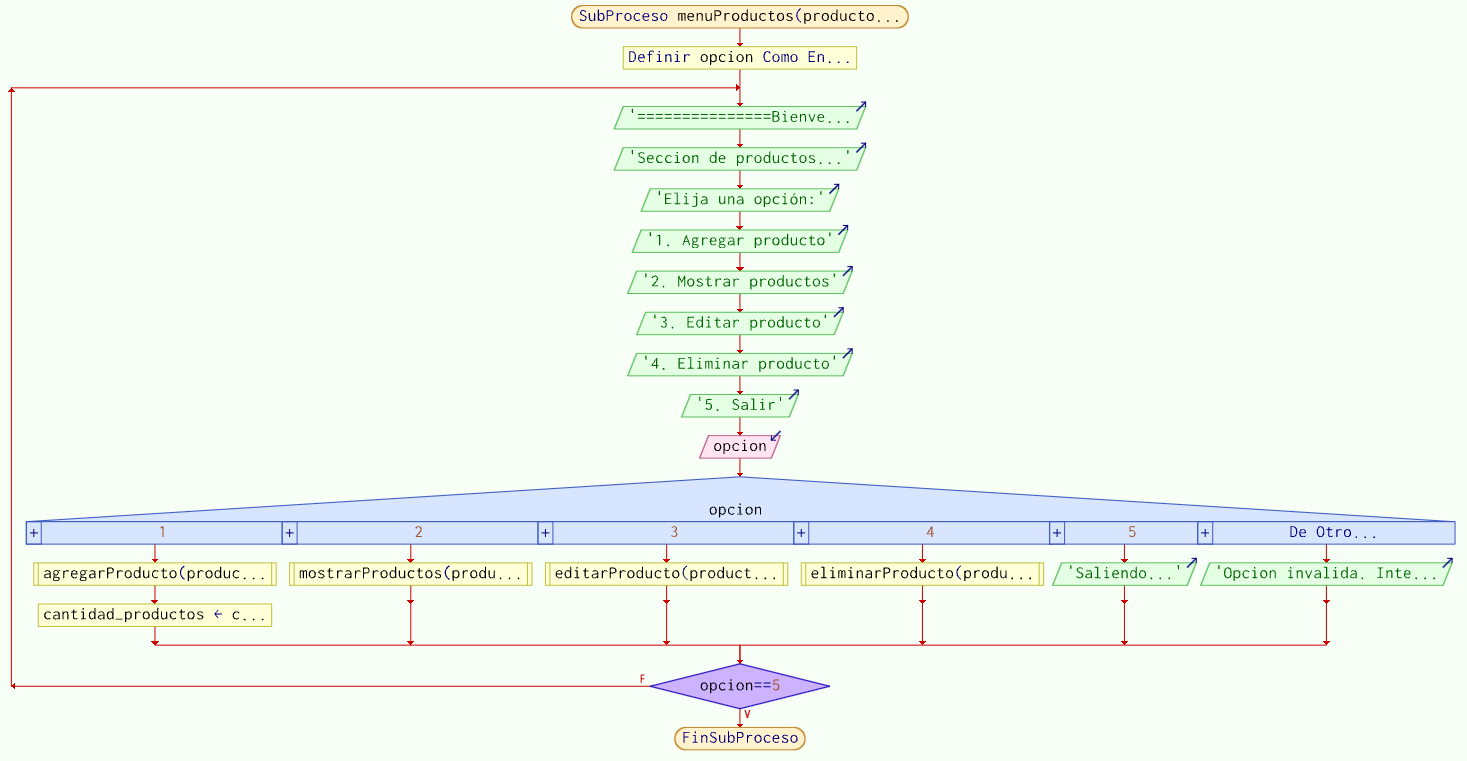 SubProceso menuProductos(producto...
Definir opcion Como En...
'===============Bienve...
'Seccion de productos...'
'Elija una opción:'
'1. Agregar producto'
'2. Mostrar productos'
'3. Editar producto'
'4. Eliminar producto'
'5. Salir'
opcion
opcion
+ 1 + 2 + 3 + 4 + 5 + De Otro...
agregarProducto(produc... mostrarProductos(produ... editarProducto(product... eliminarProducto(produ... 'Saliendo...' 'Opcion invalida. Inte...
cantidad_productos ← c...
F opcion==5
V
FinSubProceso